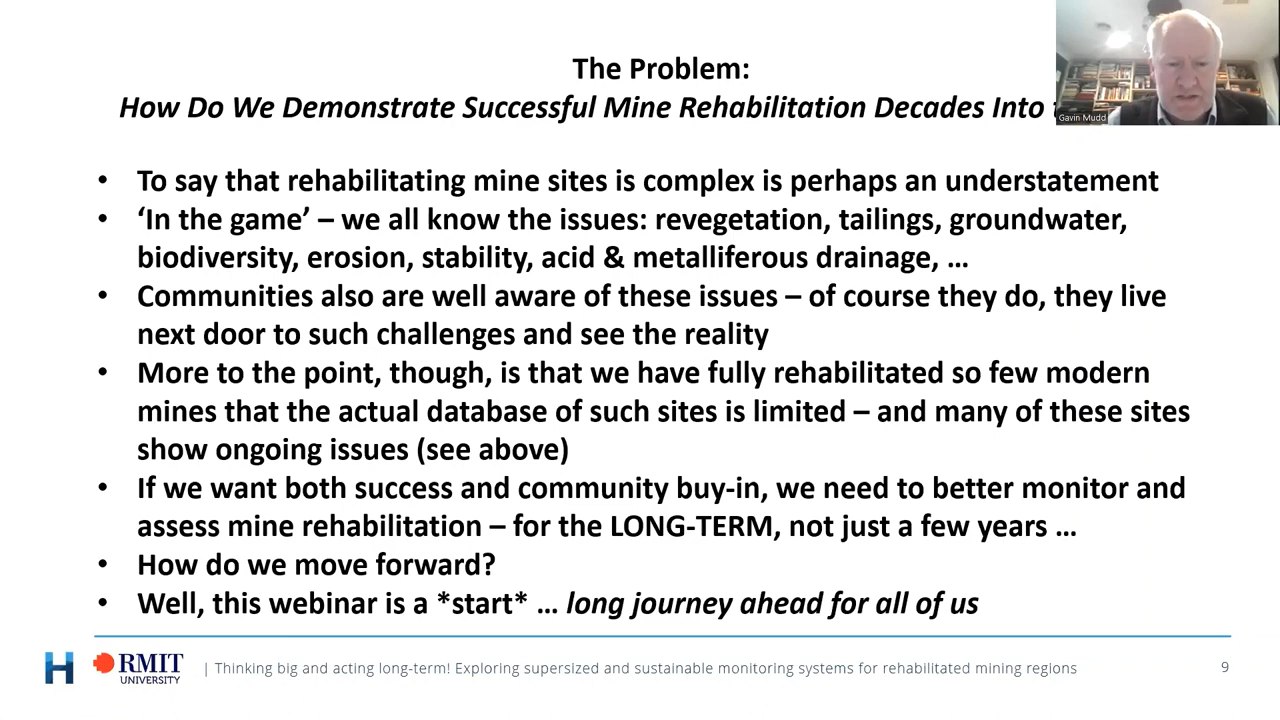 The Problem:
How Do We Demonstrate Successful Mine Rehabilitation Decades Into
Gavin Mudd
• To say that rehabilitating mine sites is complex is perhaps an understatement
• ‘In the game’ – we all know the issues: revegetation, tailings, groundwater,
biodiversity, erosion, stability, acid & metalliferous drainage, …
• Communities also are well aware of these issues – of course they do, they live
next door to such challenges and see the reality
• More to the point, though, is that we have fully rehabilitated so few modern
mines that the actual database of such sites is limited – and many of these sites
show ongoing issues (see above)
• If we want both success and community buy-in, we need to better monitor and
assess mine rehabilitation – for the LONG-TERM, not just a few years …
• How do we move forward?
• Well, this webinar is a *start* … long journey ahead for all of us
H
RMIT
UNIVERSITY
| Thinking big and acting long-term! Exploring supersized and sustainable monitoring systems for rehabilitated mining regions
9